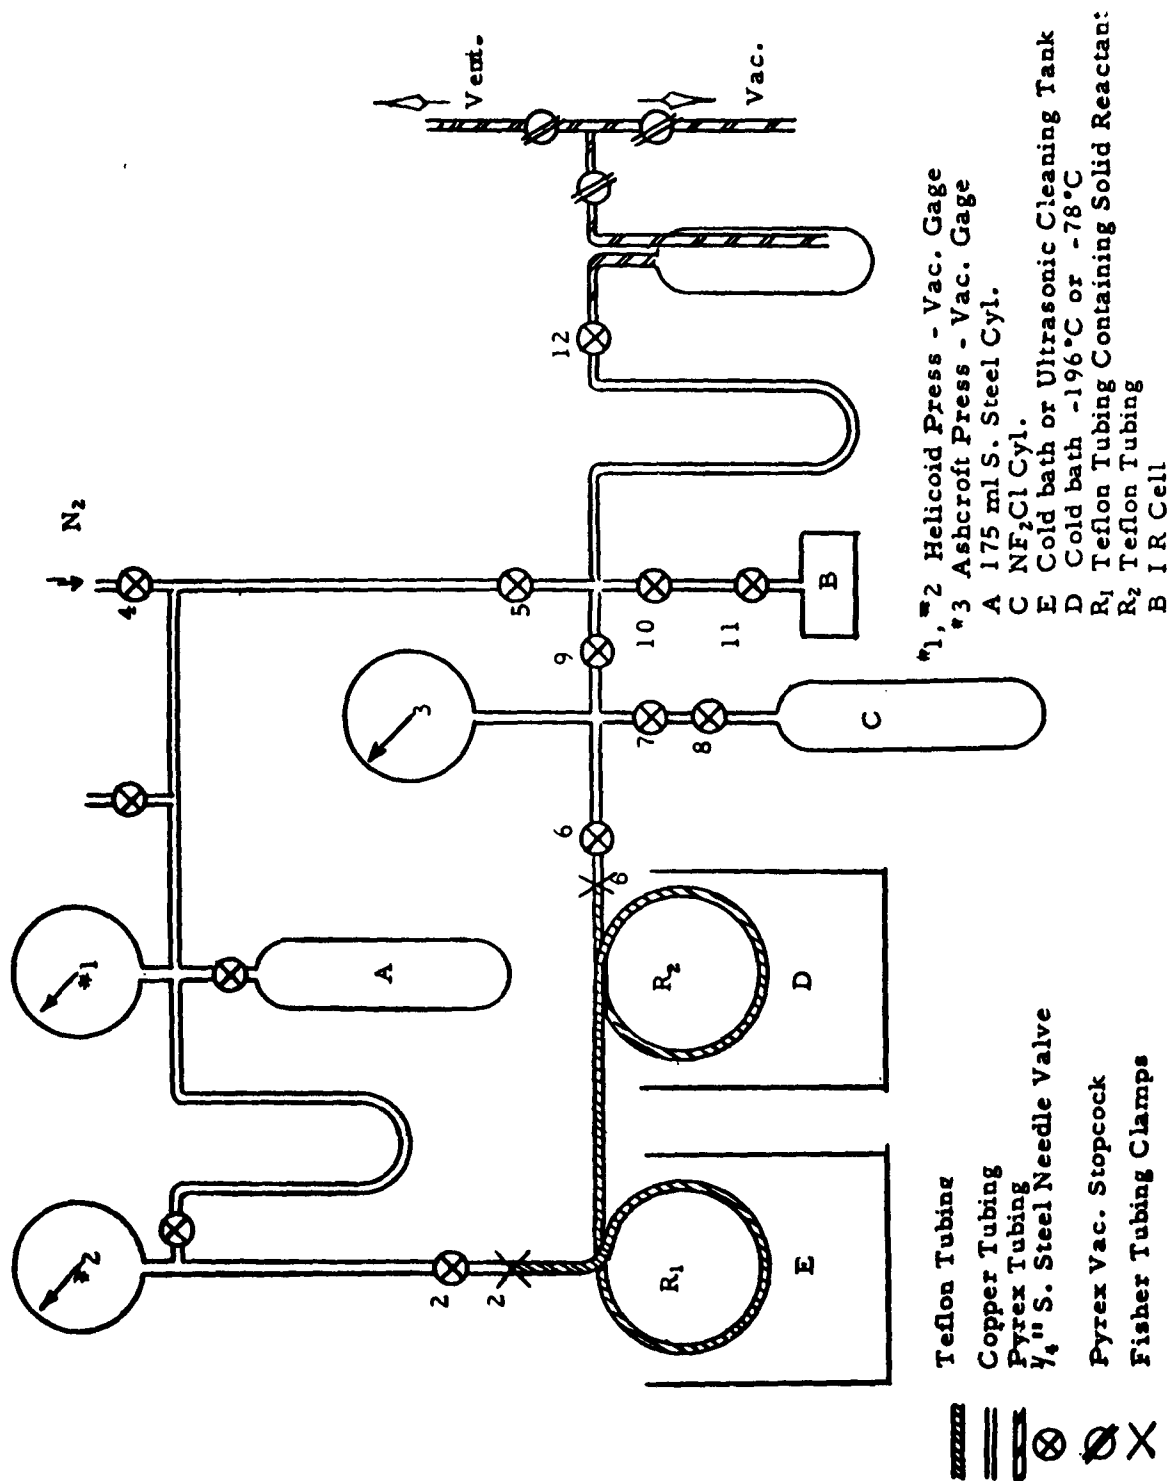 Vent.
Vac.
N₂
4
5
12
#1
#2
3
9
10
11
B
6
7
8
C
A
2
2
6
R₁
E
R₂
D
Teflon Tubing
Copper Tubing
Pyrex Tubing
1/4" S. Steel Needle Valve
Pyrex Vac. Stopcock
Fisher Tubing Clamps
#1, #2 Helicoid Press - Vac. Gage
#3 Ashcroft Press - Vac. Gage
A 175 ml S. Steel Cyl.
C NF₂Cl Cyl.
E Cold bath or Ultrasonic Cleaning Tank
D Cold bath -196°C or -78°C
R₁ Teflon Tubing Containing Solid Reactant
R₂ Teflon Tubing
B I R Cell